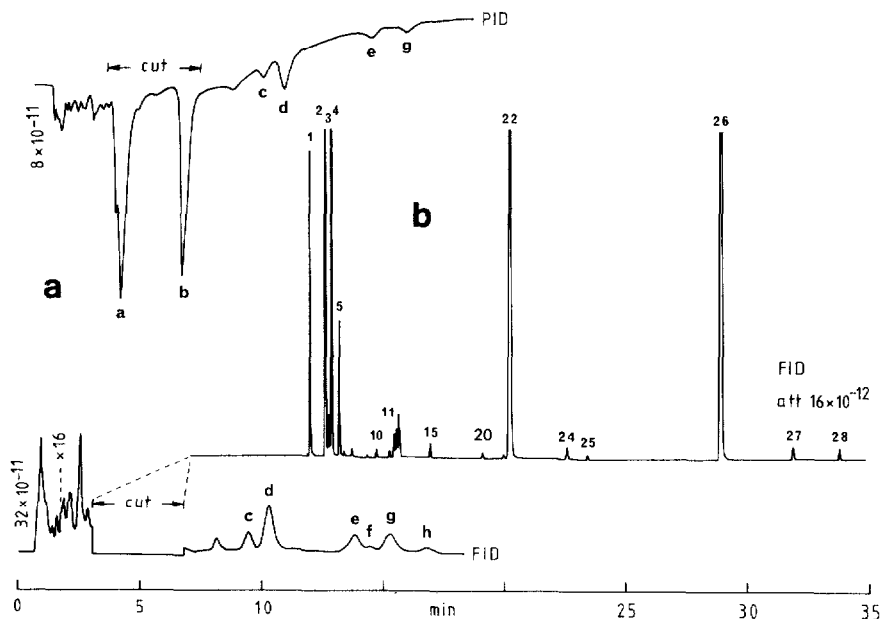 PID
cut
e g
c
d
8 × 10⁻¹¹
2 3 4
22
26
1
b
a
b
a
5
FID
att 16 × 10⁻¹²
11
10
15
20
24
25
27
28
32 × 10⁻¹¹
× 16
cut
d
c
e
f
g
h
FID
0 5 10 min 25 30 35